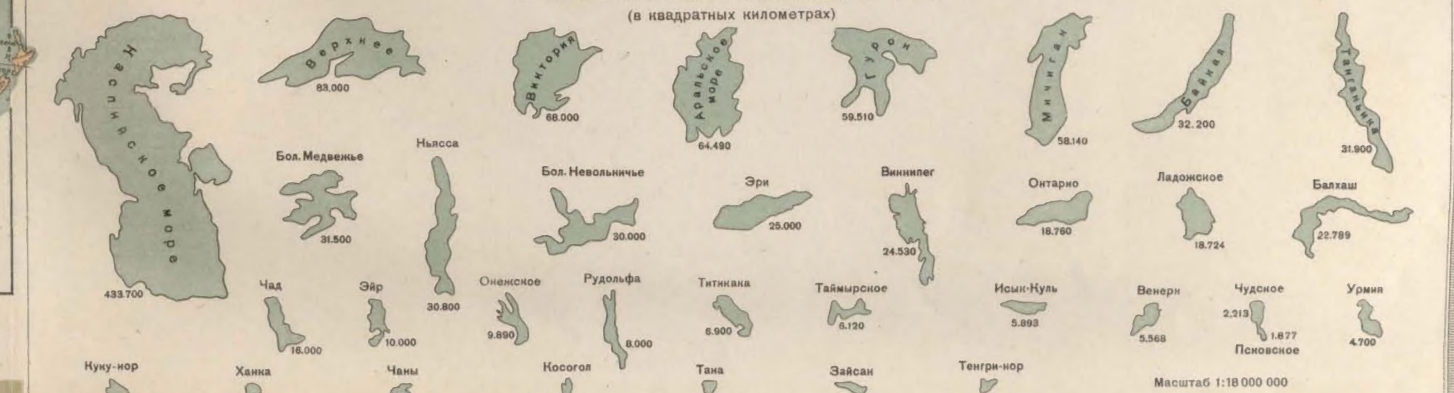 (в квадратных километрах)
Каспийское море
433.700
Верхнее
83.000
Виктория
68.000
Аральское море
64.490
Гурон
59.510
Мичиган
58.140
Байкал
32.200
Танганьика
31.900
Бол. Медвежье
31.500
Ньясса
30.800
Бол. Невольничье
30.000
Эри
25.000
Виннипег
24.530
Онтарио
18.760
Ладожское
18.724
Балхаш
22.789
Чад
16.000
Эйр
10.000
Онежское
9.890
Рудольфа
8.000
Титикака
6.900
Таймырское
6.120
Исык-Куль
5.893
Венерн
5.568
Чудское
2.213
1.877
Псковское
Урмия
4.700
Куку-нор
Ханка
Чаны
Косогол
Тана
Зайсан
Тенгри-нор
Масштаб 1:18 000 000